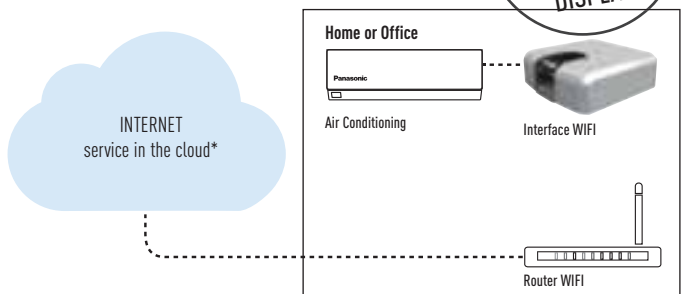 Home or Office
Panasonic
Air Conditioning
Interface WIFI
INTERNET
service in the cloud*
Router WIFI